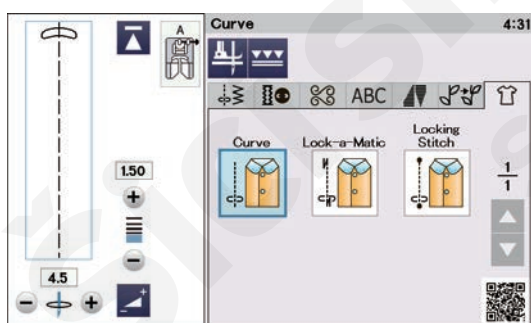 Curve
4:31
A
ABC
Curve
Lock-a-Matic
Locking
Stitch
1.50
1
1
4.5